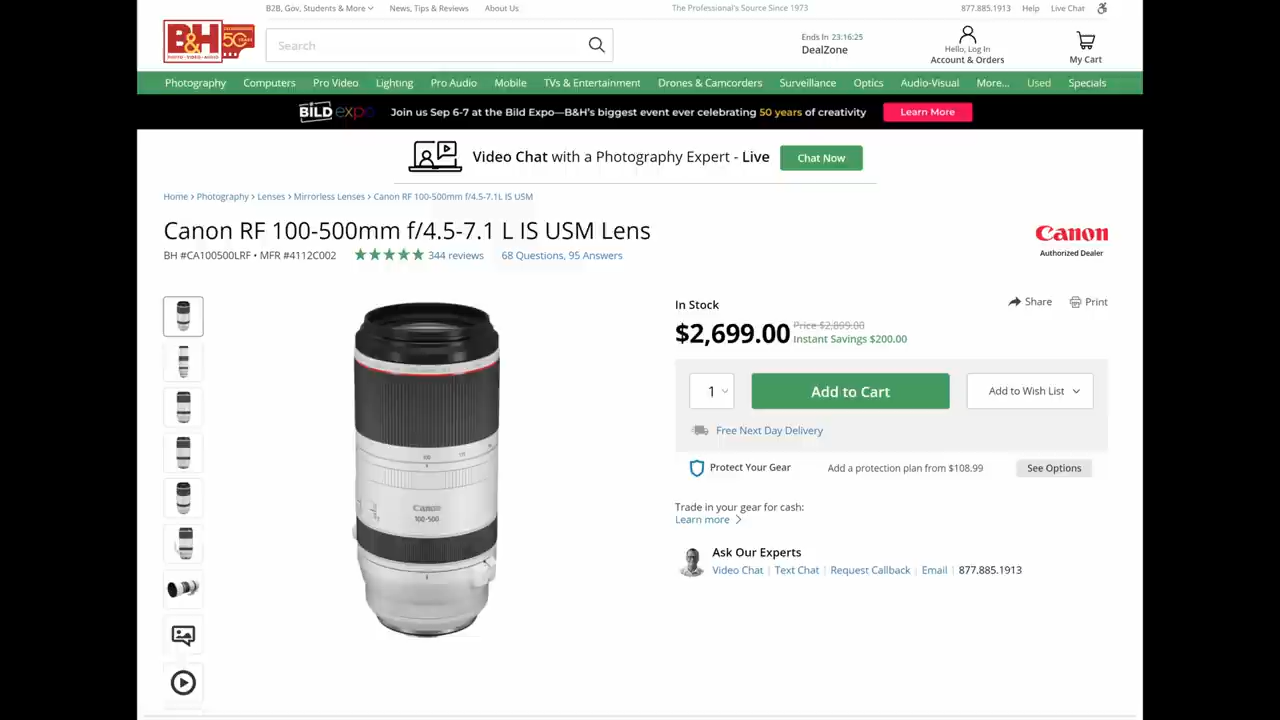 B2B, Gov, Students & More News, Tips & Reviews About Us The Professional's Source Since 1973 877.885.1913 Help Live Chat
B&H 50 YEARS
PHOTO · VIDEO · AUDIO
Search
Ends In 23:16:25
DealZone
Hello, Log In
Account & Orders
My Cart
Photography Computers Pro Video Lighting Pro Audio Mobile TVs & Entertainment Drones & Camcorders Surveillance Optics Audio-Visual More... Used Specials
BILD expo Join us Sep 6-7 at the Bild Expo—B&H's biggest event ever celebrating 50 years of creativity Learn More
Video Chat with a Photography Expert - Live Chat Now
Home > Photography > Lenses > Mirrorless Lenses > Canon RF 100-500mm f/4.5-7.1L IS USM
Canon RF 100-500mm f/4.5-7.1 L IS USM Lens
BH #CA100500LRF • MFR #4112C002 344 reviews 68 Questions, 95 Answers
Canon
Authorized Dealer
In Stock
Share Print
$2,699.00 Price $2,899.00
Instant Savings $200.00
1 Add to Cart Add to Wish List
Free Next Day Delivery
Protect Your Gear Add a protection plan from $108.99 See Options
Trade in your gear for cash:
Learn more >
Ask Our Experts
Video Chat | Text Chat | Request Callback | Email | 877.885.1913
Canon
100-500